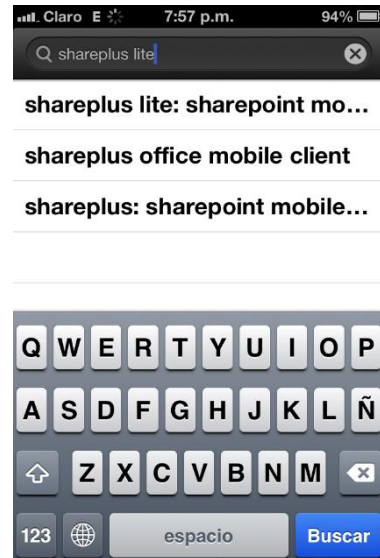 Claro E 7:57 p.m. 94%
shareplus lite
shareplus lite: sharepoint mo...
shareplus office mobile client
shareplus: sharepoint mobile...
Q W E R T Y U I O P
A S D F G H J K L Ñ
Z X C V B N M
123 espacio Buscar